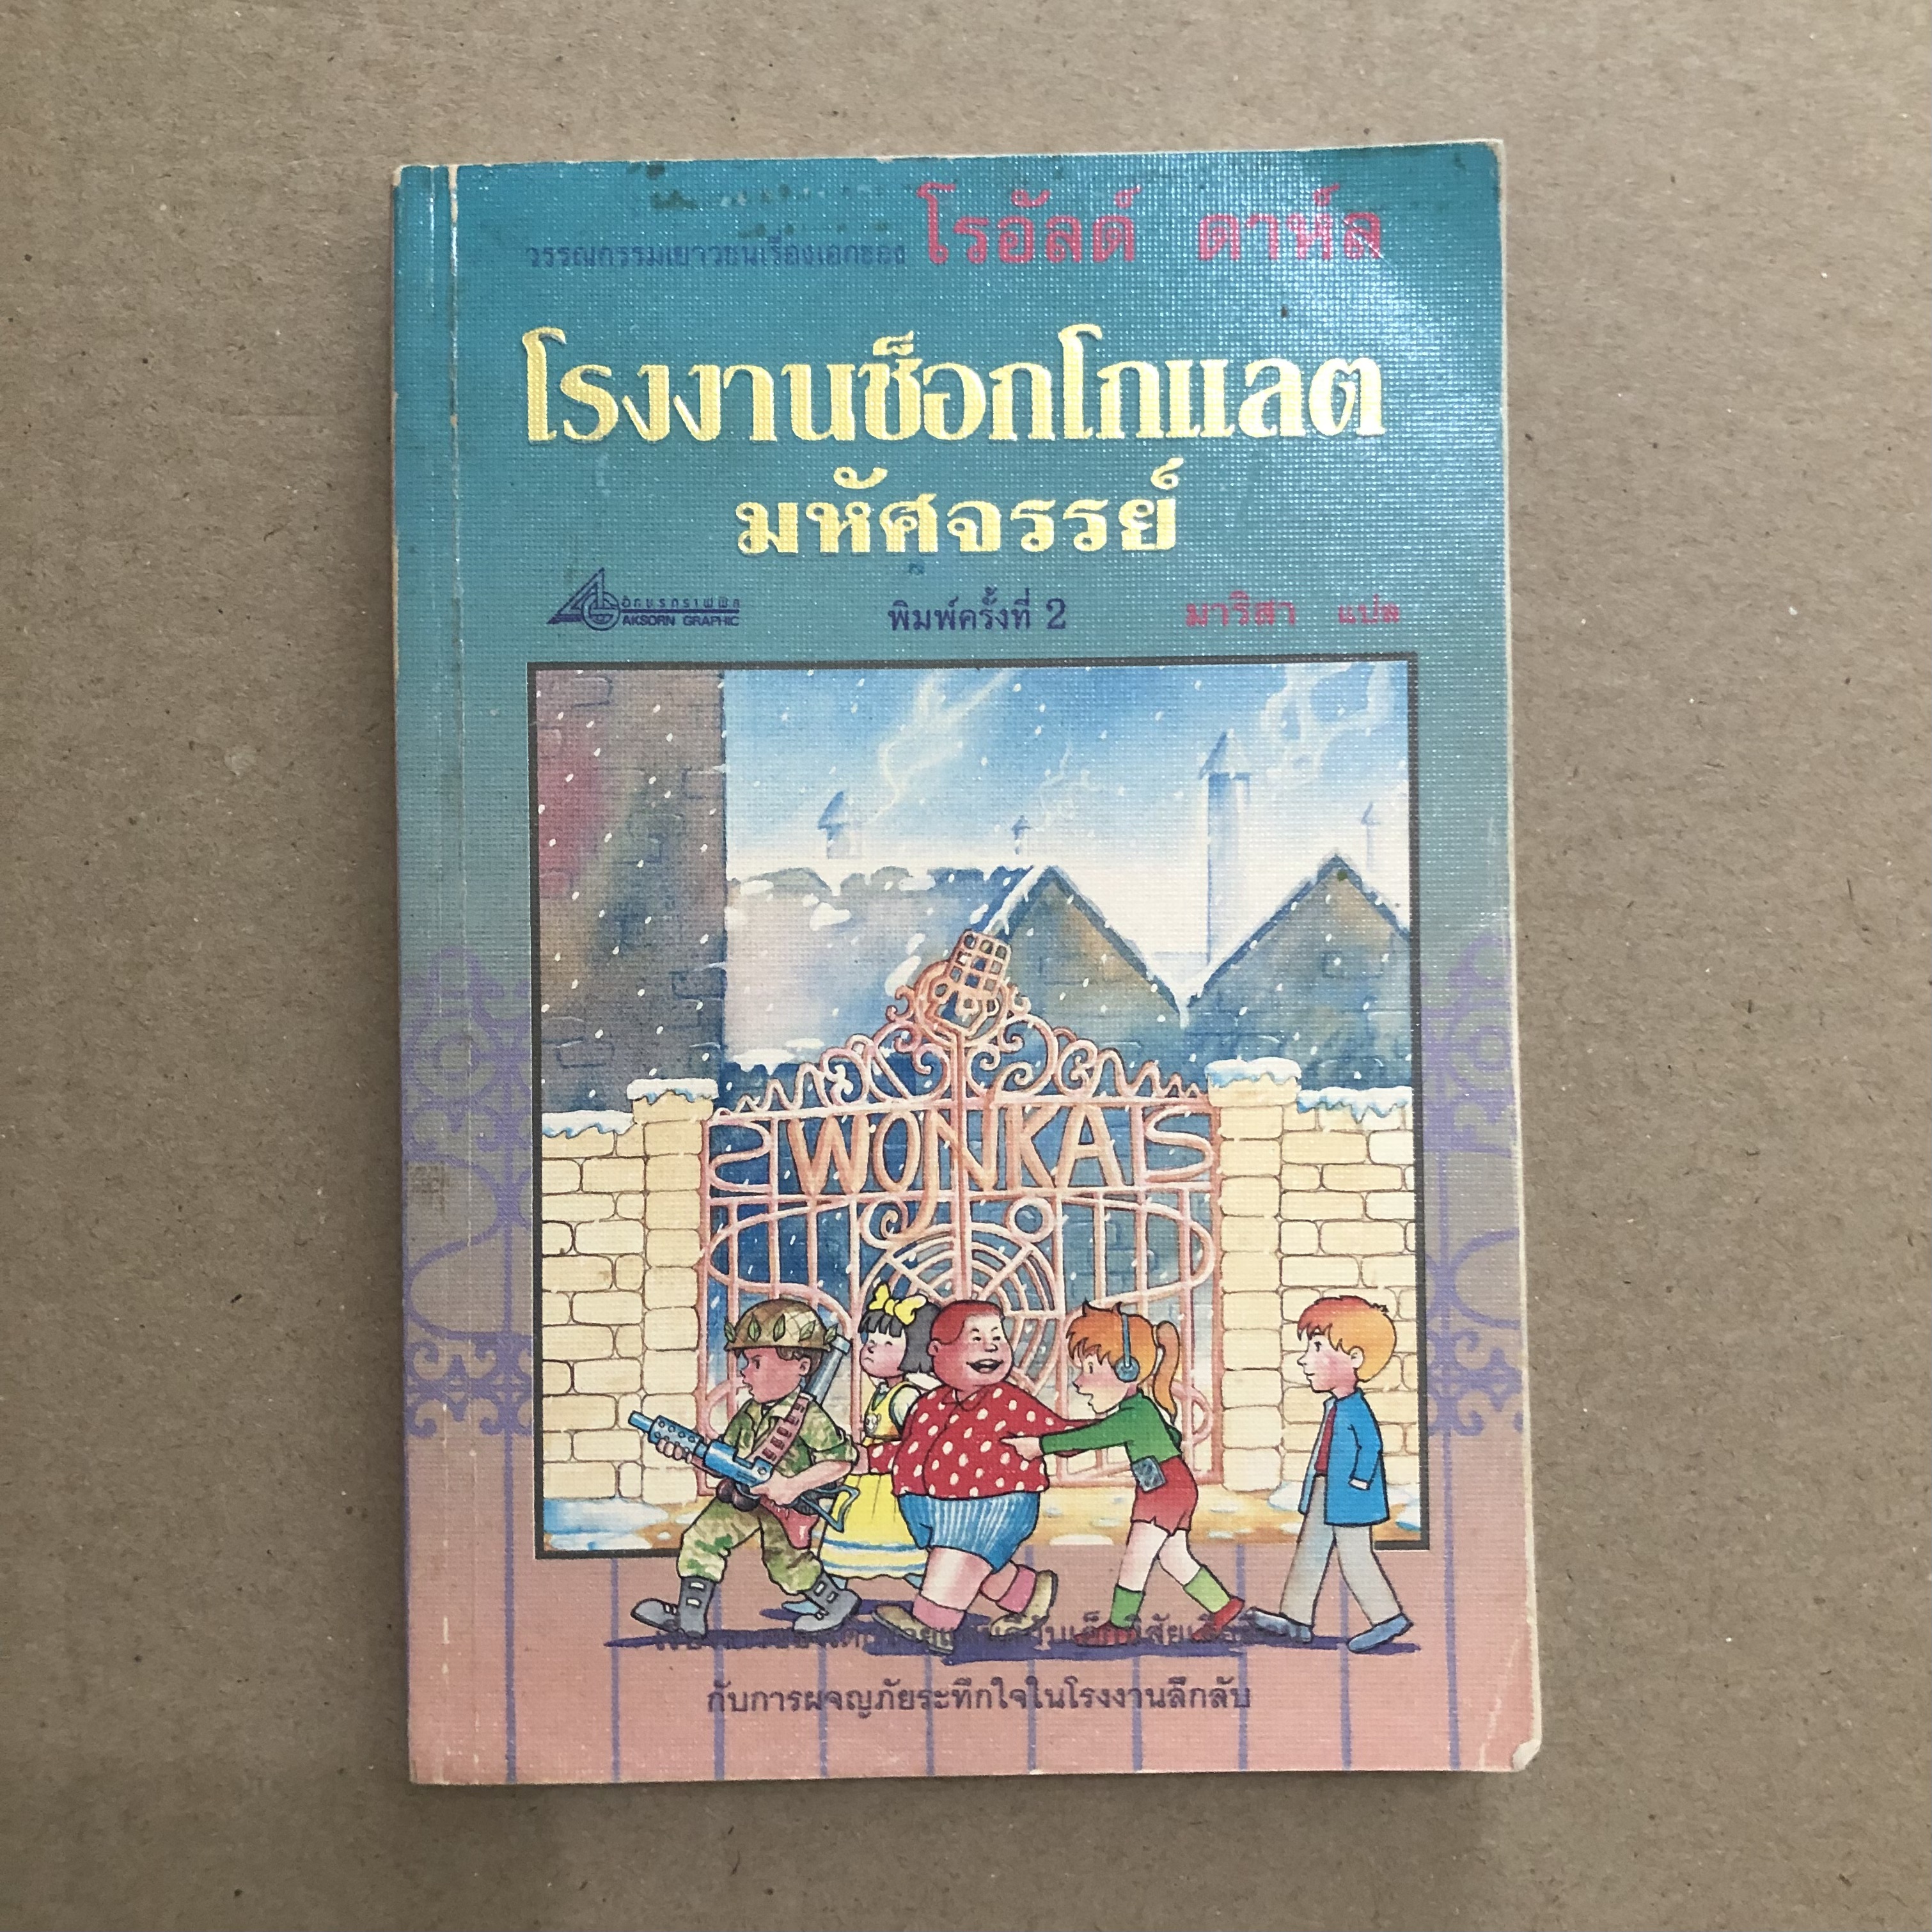 วรรณกรรมเยาวชนเรื่องเอกของ โรอัลด์ ดาห์ล
โรงงานช็อกโกแลต
มหัศจรรย์
อักษรกราฟฟิค
AKSORN GRAPHIC
พิมพ์ครั้งที่ 2
มาริสา แปล
WONKA
กับการผจญภัยระทึกใจในโรงงานลึกลับ